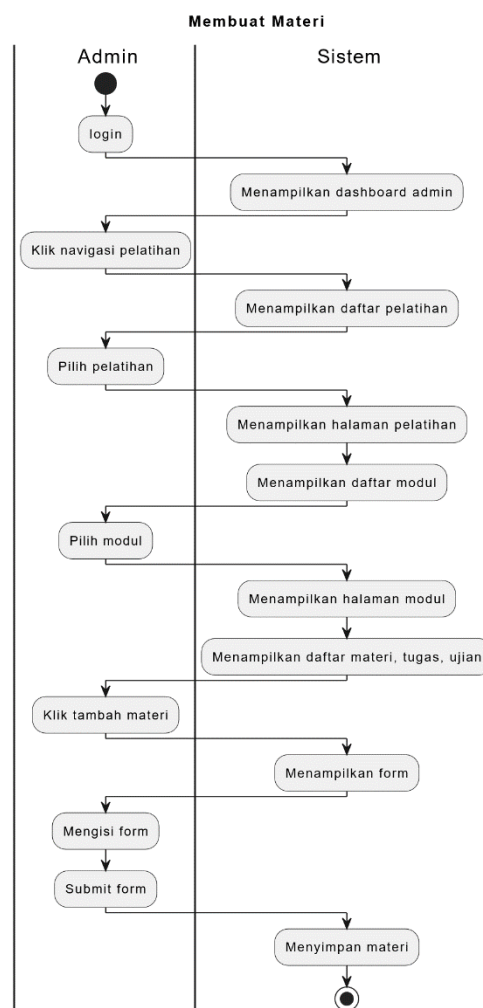 Membuat Materi
Admin
Sistem
login
Menampilkan dashboard admin
Klik navigasi pelatihan
Menampilkan daftar pelatihan
Pilih pelatihan
Menampilkan halaman pelatihan
Menampilkan daftar modul
Pilih modul
Menampilkan halaman modul
Menampilkan daftar materi, tugas, ujian
Klik tambah materi
Menampilkan form
Mengisi form
Submit form
Menyimpan materi